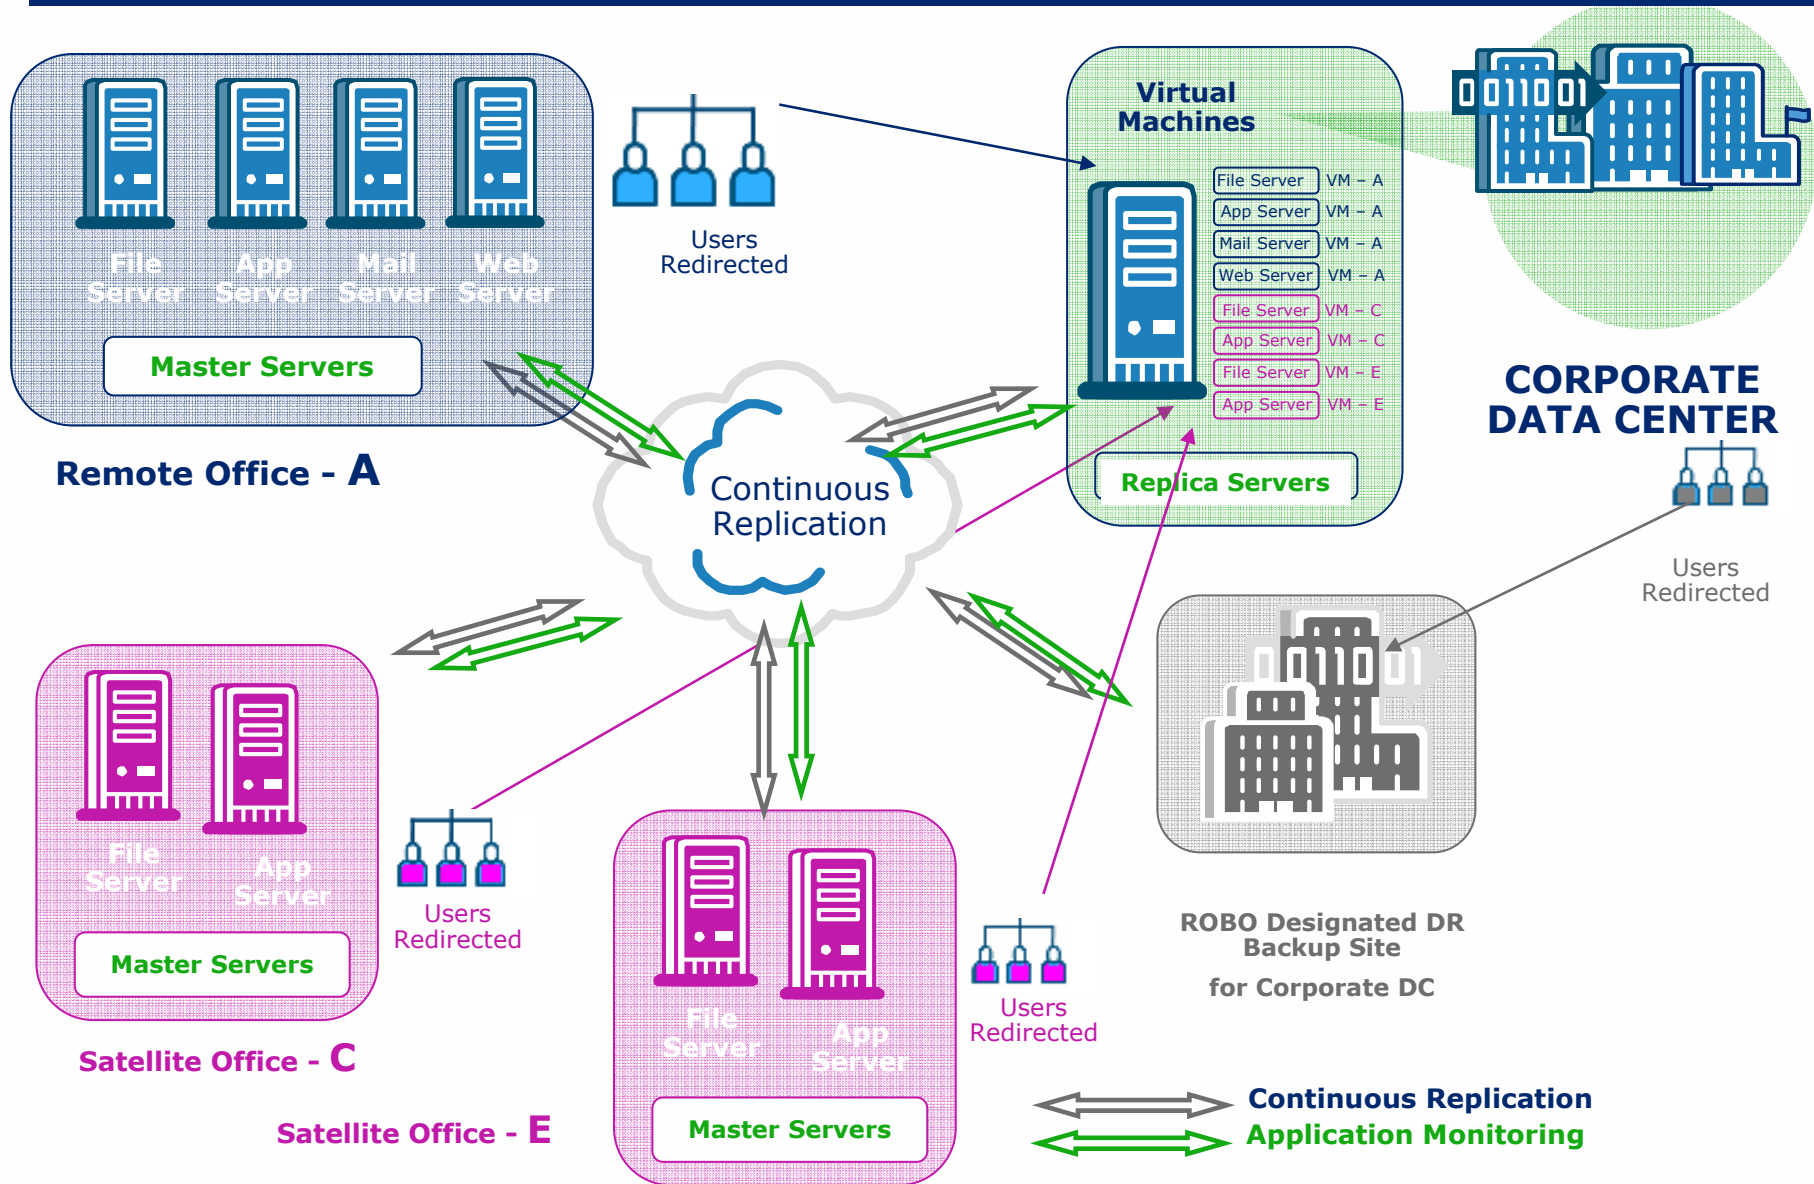 File
Server
App
Server
Mail
Server
Web
Server
Master Servers
Remote Office - A
Users
Redirected
Virtual
Machines
File Server VM – A
App Server VM – A
Mail Server VM – A
Web Server VM – A
File Server VM – C
App Server VM – C
File Server VM – E
App Server VM – E
Replica Servers
01101
CORPORATE
DATA CENTER
Users
Redirected
Continuous
Replication
File
Server
App
Server
Master Servers
Satellite Office - C
Users
Redirected
File
Server
App
Server
Master Servers
Satellite Office - E
Users
Redirected
01101
ROBO Designated DR
Backup Site
for Corporate DC
Continuous Replication
Application Monitoring